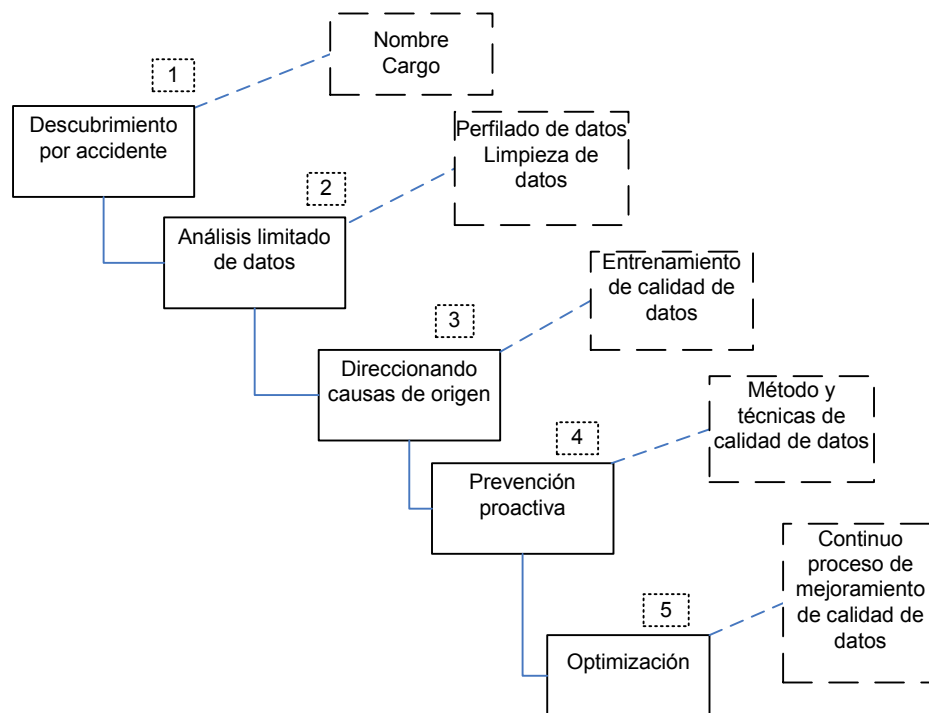 Nombre
Cargo
1
Descubrimiento
por accidente
Perfilado de datos
Limpieza de
datos
2
Análisis limitado
de datos
Entrenamiento
de calidad de
datos
3
Direccionando
causas de origen
Método y
técnicas de
calidad de datos
4
Prevención
proactiva
Continuo
proceso de
mejoramiento
de calidad de
datos
5
Optimización